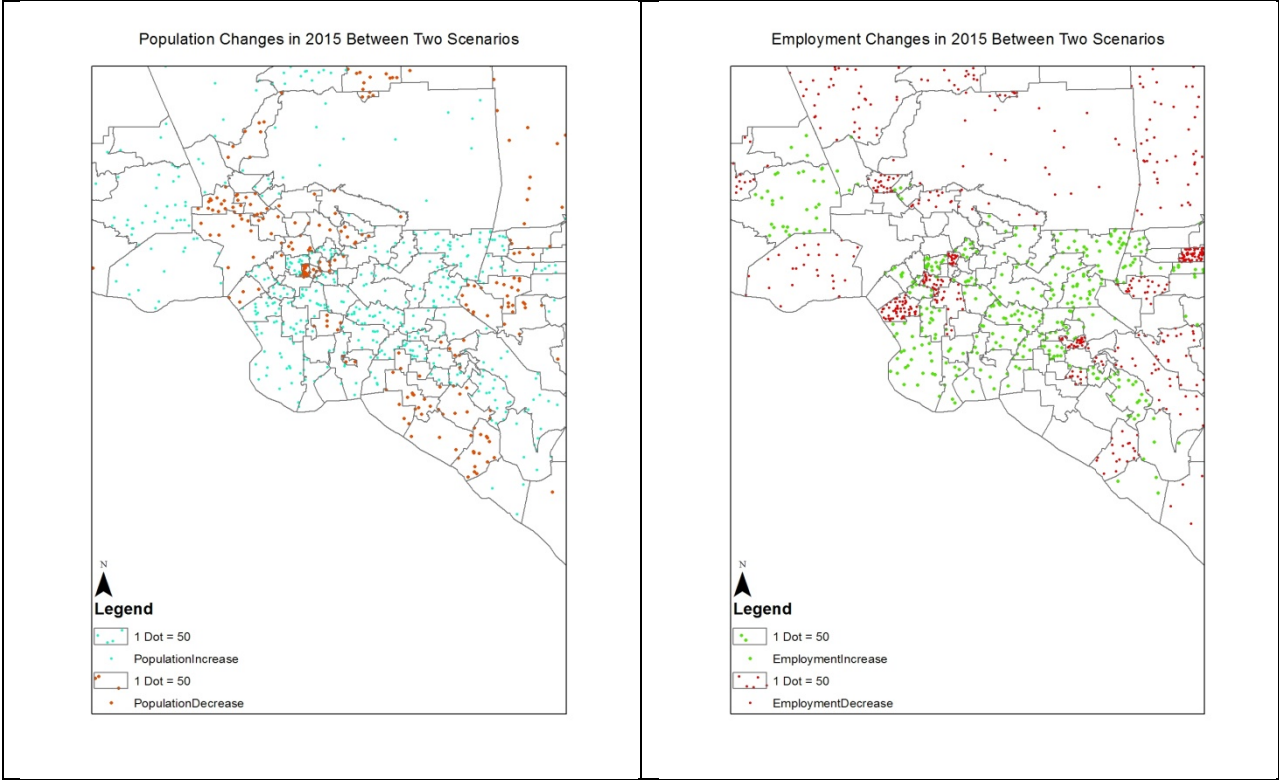 Population Changes in 2015 Between Two Scenarios
N
Legend
1 Dot = 50
PopulationIncrease
1 Dot = 50
PopulationDecrease
Employment Changes in 2015 Between Two Scenarios
N
Legend
1 Dot = 50
EmploymentIncrease
1 Dot = 50
EmploymentDecrease